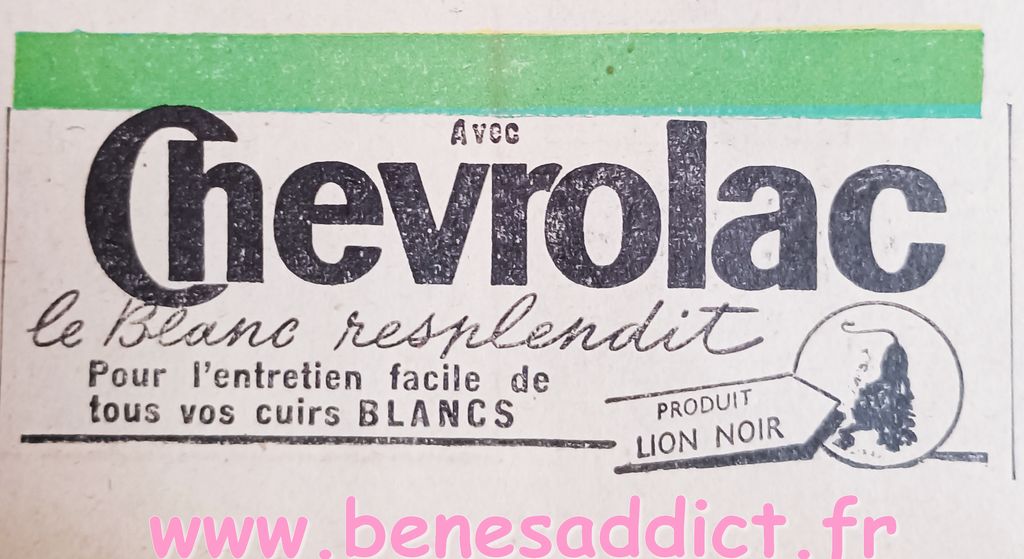 Avec
Chevrolac
le Blanc resplendit
Pour l'entretien facile de
tous vos cuirs BLANCS
PRODUIT
LION NOIR
www.benesaddict.fr